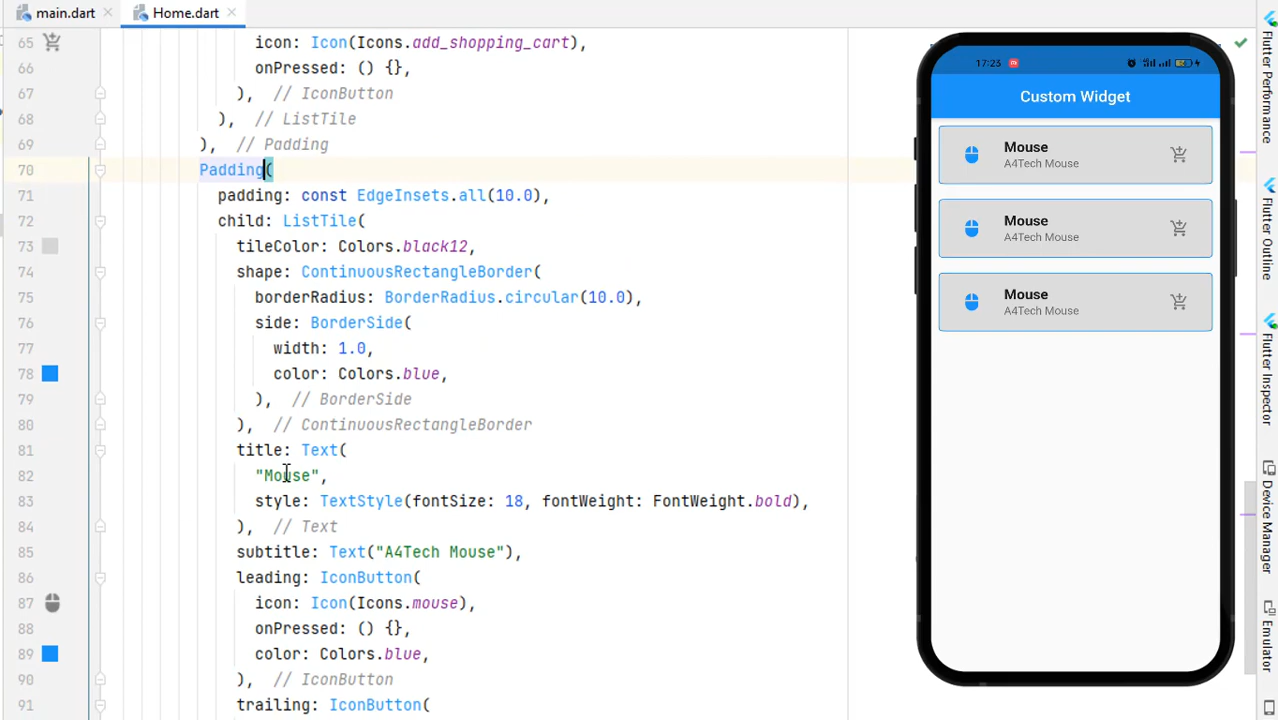 main.dart
Home.dart
65 icon: Icon(Icons.add_shopping_cart),
66 onPressed: () {},
67 ), // IconButton
68 ), // ListTile
69 ), // Padding
70 Padding(
71 padding: const EdgeInsets.all(10.0),
72 child: ListTile(
73 tileColor: Colors.black12,
74 shape: ContinuousRectangleBorder(
75 borderRadius: BorderRadius.circular(10.0),
76 side: BorderSide(
77 width: 1.0,
78 color: Colors.blue,
79 ), // BorderSide
80 ), // ContinuousRectangleBorder
81 title: Text(
82 "Mouse",
83 style: TextStyle(fontSize: 18, fontWeight: FontWeight.bold),
84 ), // Text
85 subtitle: Text("A4Tech Mouse"),
86 leading: IconButton(
87 icon: Icon(Icons.mouse),
88 onPressed: () {},
89 color: Colors.blue,
90 ), // IconButton
91 trailing: IconButton(
17:23
Custom Widget
Mouse
A4Tech Mouse
Mouse
A4Tech Mouse
Mouse
A4Tech Mouse
Flutter Performance
Flutter Outline
Flutter Inspector
Device Manager
Emulator